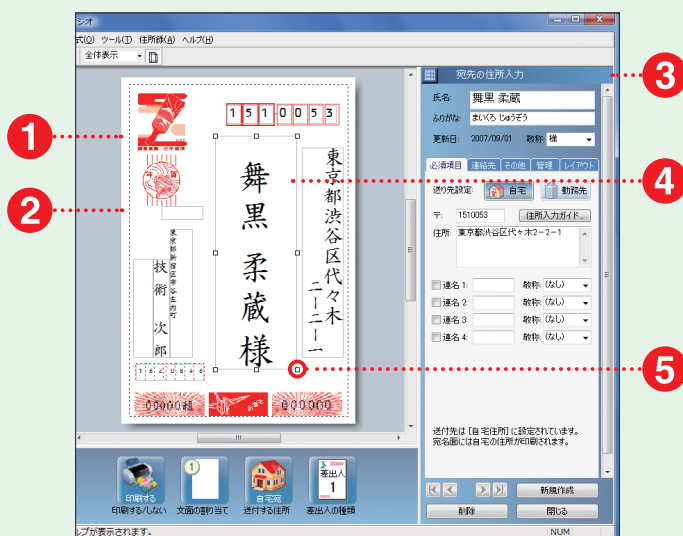 ジオ
式(O) ツール(T) 住所録(A) ヘルプ(H)
全体表示
1
2
3
4
5
1510053
東京都渋谷区代々木
二ー二ー一
舞黒 柔蔵 様
技術 次郎
00000組
000000
印刷する
印刷する/しない
1
文面の割り当て
自宅宛
送付する住所
差出人
1
差出人の種類
ルプが表示されます。
NUM
宛先の住所入力
氏名: 舞黒 柔蔵
ふりがな: まいくろ じゅうぞう
更新日: 2007/09/01 敬称: 様
必須項目 連絡先 その他 管理 レイアウト
送り先設定: 自宅 勤務先
〒: 1510053 住所入力ガイド...
住所: 東京都渋谷区代々木2-2-1
連名 1: 敬称: (なし)
連名 2: 敬称: (なし)
連名 3: 敬称: (なし)
連名 4: 敬称: (なし)
送付先は [自宅住所] に設定されています。
宛名面には自宅の住所が印刷されます。
新規作成
削除 閉じる